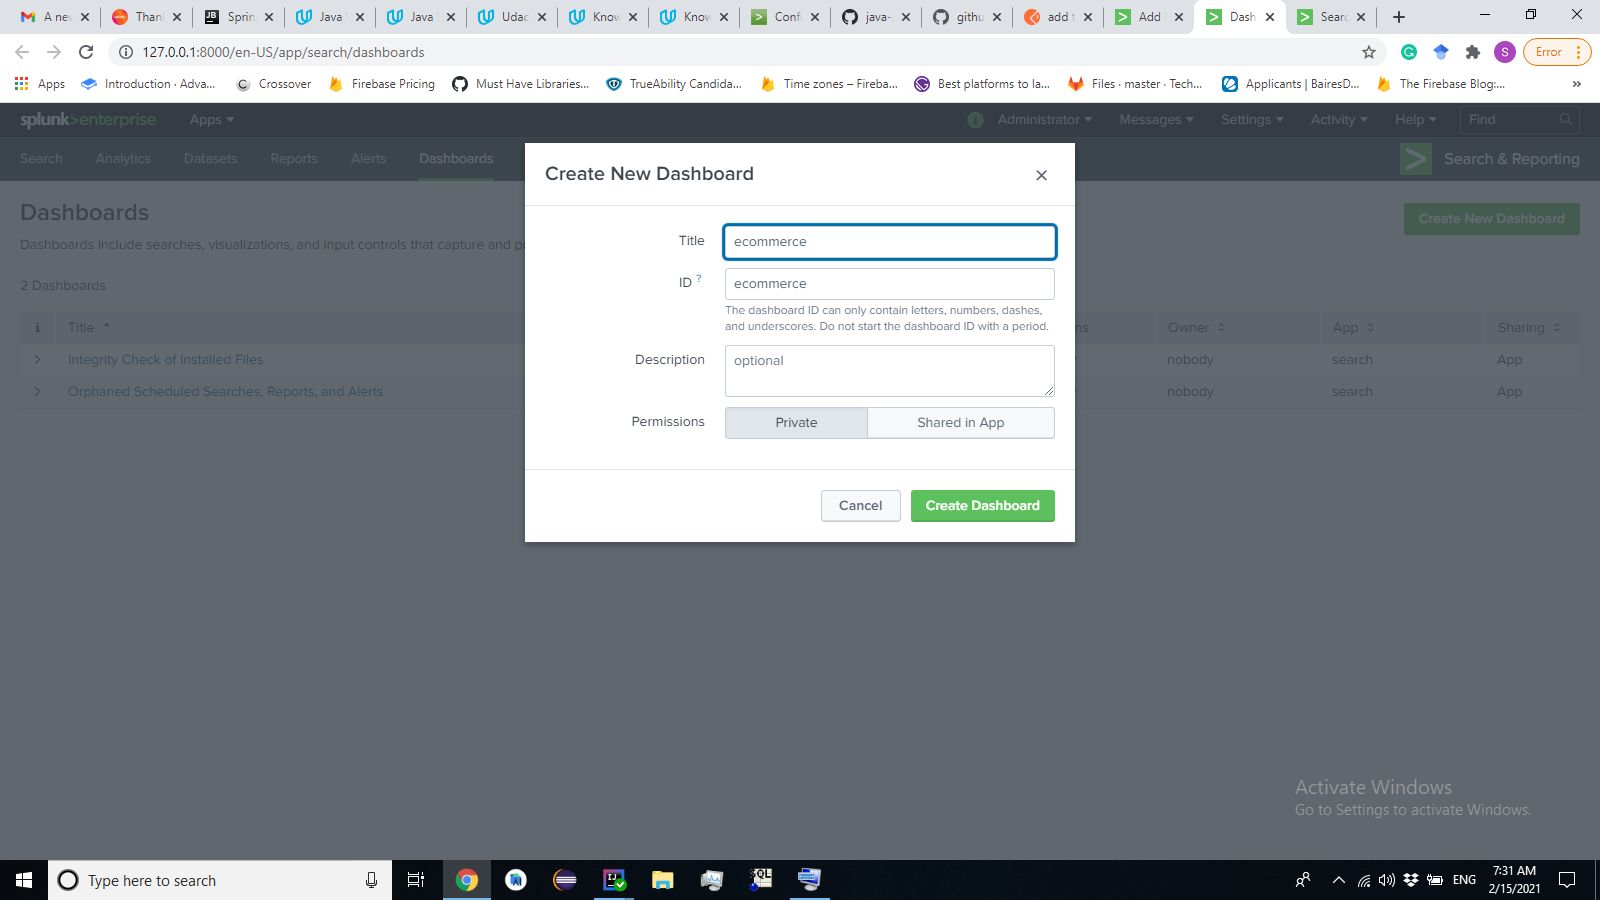 A new
Than
Sprin
Java
Java
Udac
Know
Know
Confi
java-
githu
add t
Add
Dash
Sear
127.0.0.1:8000/en-US/app/search/dashboards
S
Error
Apps
Introduction · Adva...
Crossover
Firebase Pricing
Must Have Libraries...
TrueAbility Candida...
Time zones – Fireba...
Best platforms to la...
Files · master · Tech...
Applicants | BairesD...
The Firebase Blog:...
»
splunk>enterprise
Apps
Administrator
Messages
Settings
Activity
Help
Find
Search
Analytics
Datasets
Reports
Alerts
Dashboards
Search & Reporting
Dashboards
Create New Dashboard
Dashboards include searches, visualizations, and input controls that capture and p
2 Dashboards
i
Title
Owner
App
Sharing
Integrity Check of Installed Files
nobody
search
App
Orphaned Scheduled Searches, Reports, and Alerts
nobody
search
App
Create New Dashboard
Title
ecommerce
ID ?
ecommerce
The dashboard ID can only contain letters, numbers, dashes,
and underscores. Do not start the dashboard ID with a period.
Description
optional
Permissions
Private
Shared in App
Cancel
Create Dashboard
Activate Windows
Go to Settings to activate Windows.
Type here to search
SQL
ENG
7:31 AM
2/15/2021